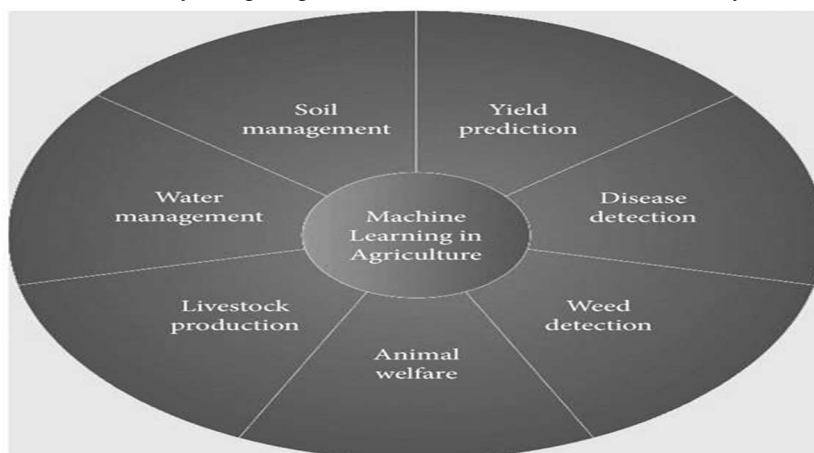 Machine
Learning in
Agriculture
Yield
prediction
Disease
detection
Weed
detection
Animal
welfare
Livestock
production
Water
management
Soil
management